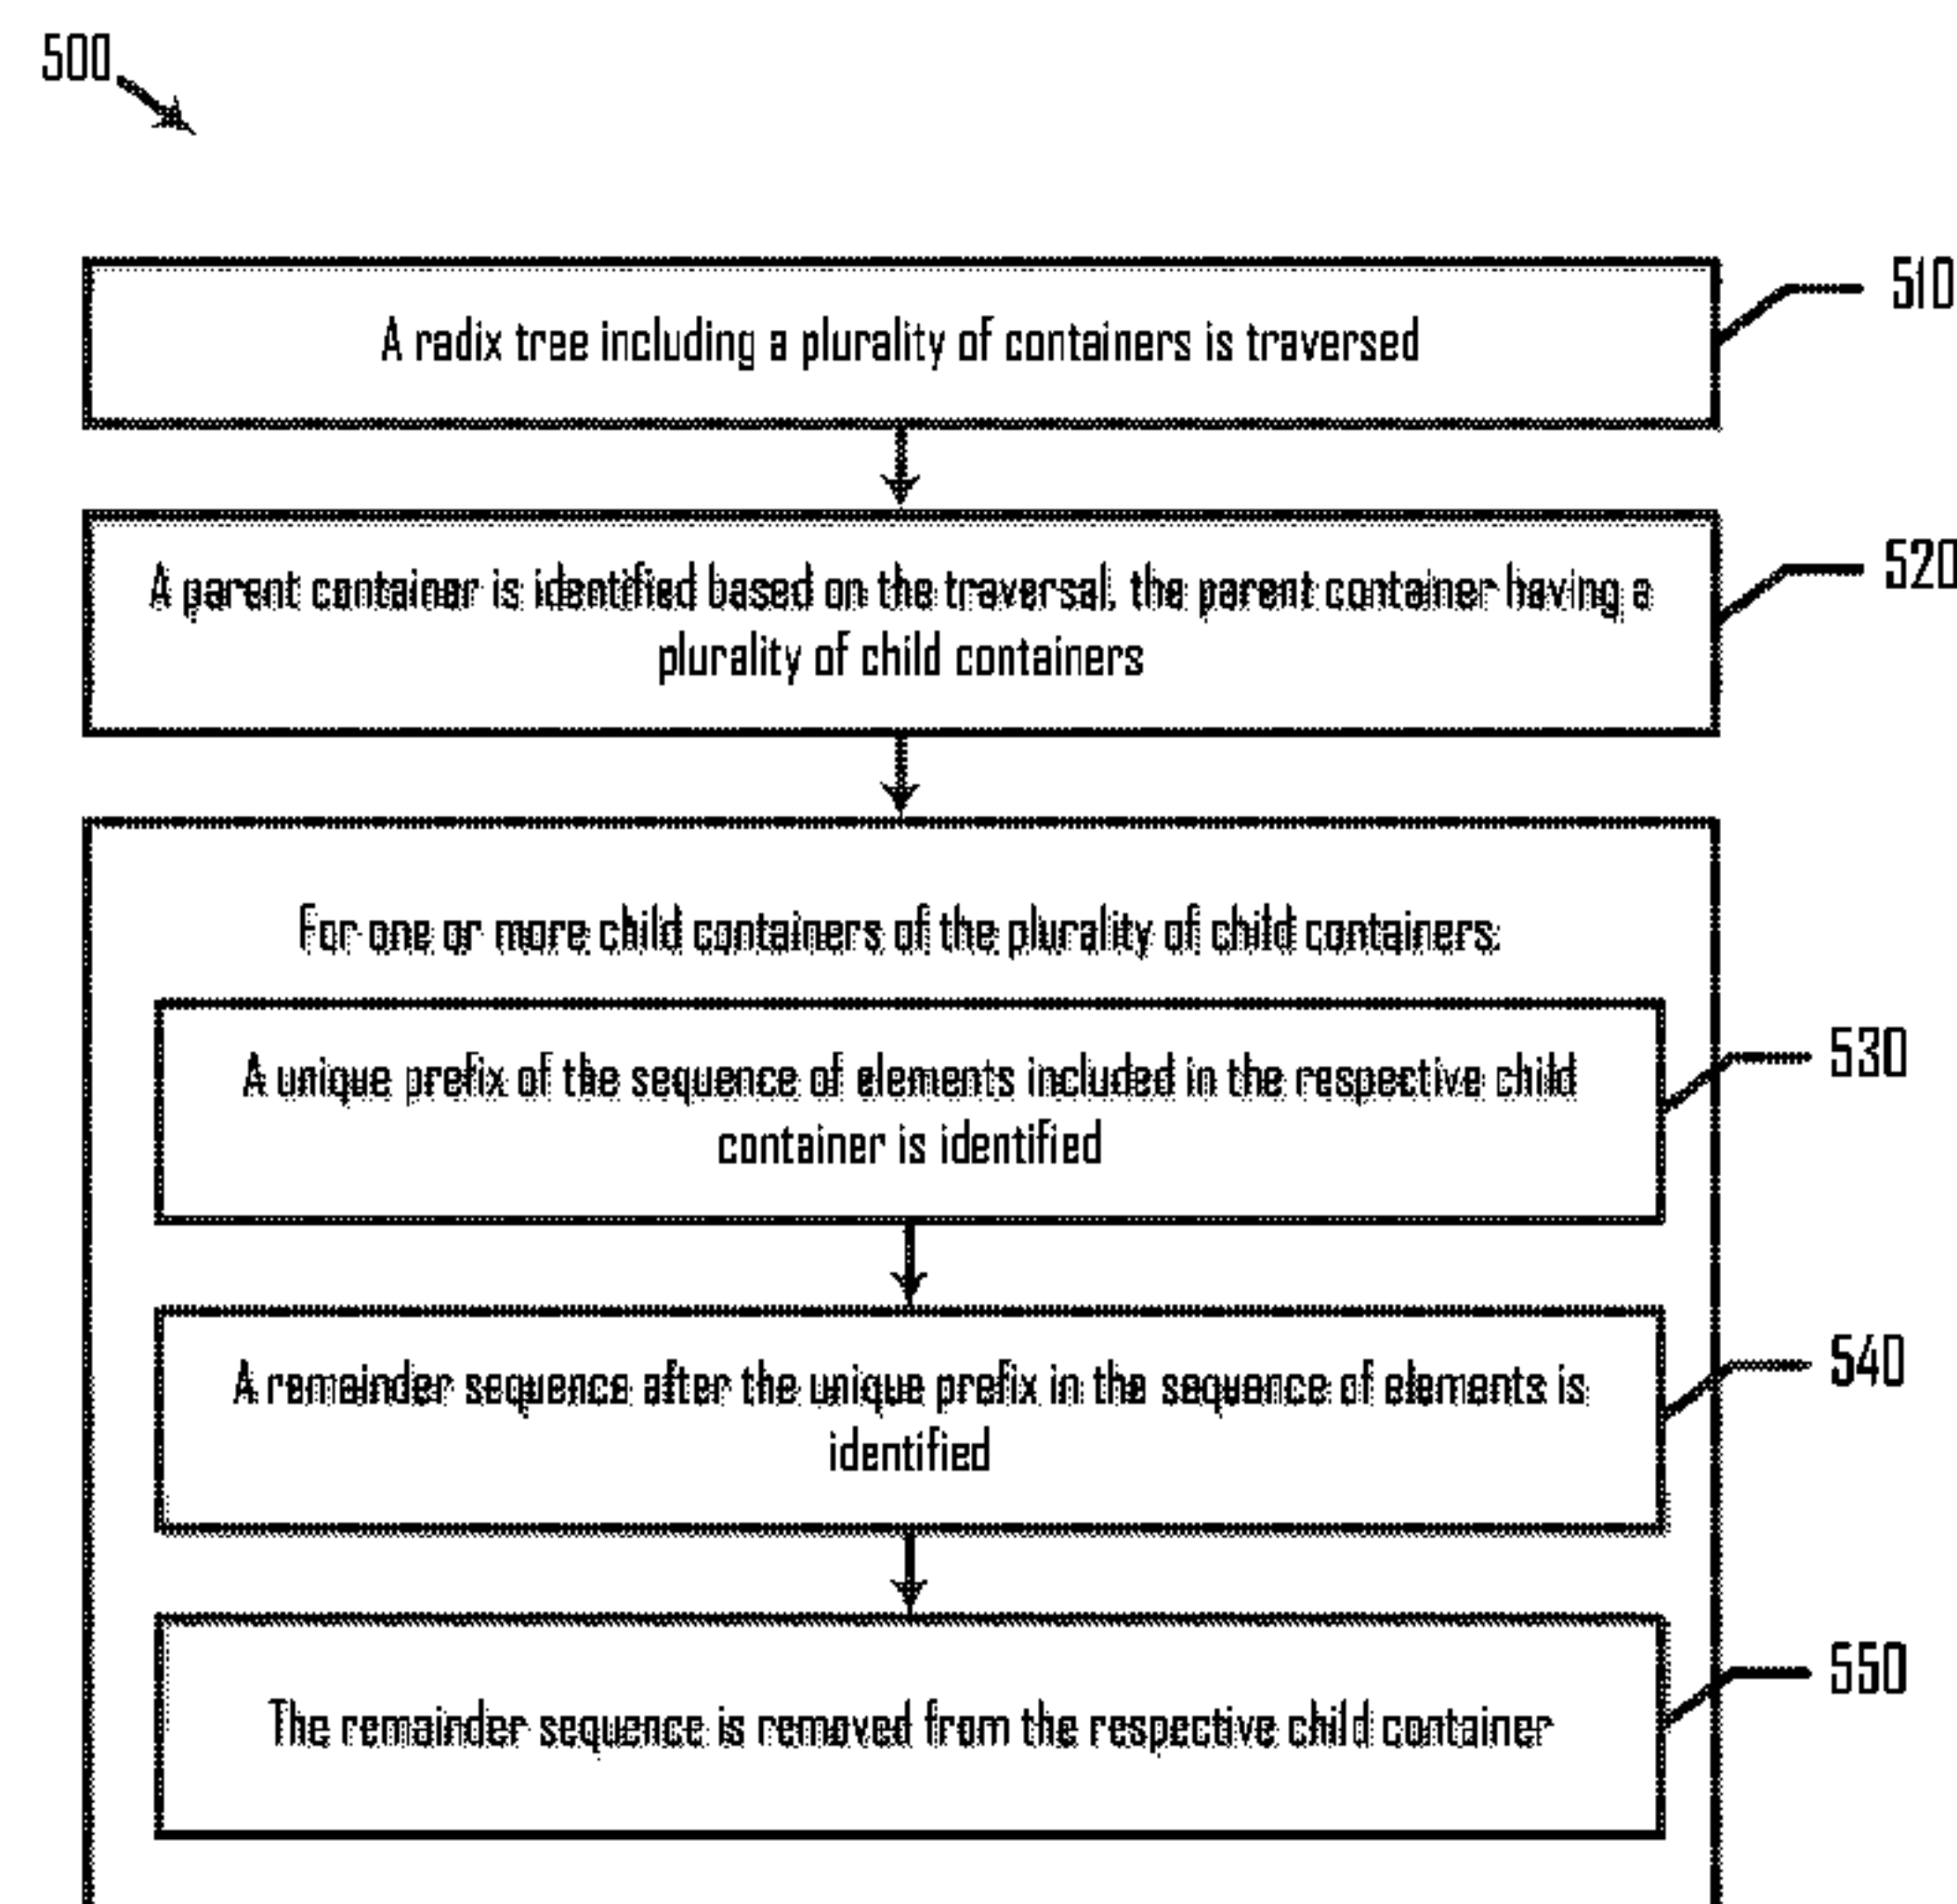 500
A radix tree including a plurality of containers is traversed
510
A parent container is identified based on the traversal, the parent container having a
plurality of child containers
520
For one or more child containers of the plurality of child containers:
A unique prefix of the sequence of elements included in the respective child
container is identified
530
A remainder sequence after the unique prefix in the sequence of elements is
identified
540
The remainder sequence is removed from the respective child container
550